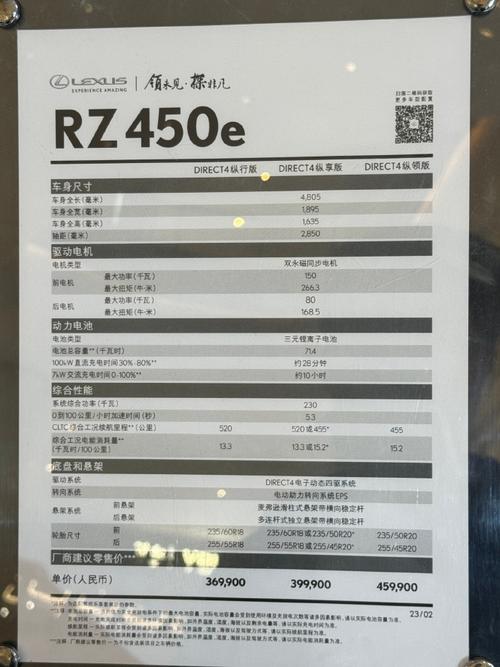 LEXUS 领未见·探非凡
EXPERIENCE AMAZING
扫描二维码获取
更多车型配置
RZ 450e
DIRECT4纵行版 DIRECT4纵享版 DIRECT4纵领版
车身尺寸
车身全长(毫米) 4,805
车身全宽(毫米) 1,895
车身全高(毫米) 1,635
轴距(毫米) 2,850
驱动电机
电机类型 双永磁同步电机
前电机 最大功率(千瓦) 150
最大扭矩(牛·米) 266.3
后电机 最大功率(千瓦) 80
最大扭矩(牛·米) 168.5
动力电池
电池类型 三元锂离子电池
电池总容量**(千瓦时) 71.4
100kW直流充电时间30%-80%** 约28分钟
7kW交流充电时间0-100%** 约10小时
综合性能
系统综合功率(千瓦) 230
0到100公里/小时加速时间(秒) 5.3
CLTC综合工况续航里程**(公里) 520 520或455* 455
综合工况电能消耗量**
(千瓦时/100公里) 13.3 13.3或15.2* 15.2
底盘和悬架
驱动系统 DIRECT4电子动态四驱系统
转向系统 电动助力转向系统EPS
悬架系统 前悬架 麦弗逊滑柱式悬架带横向稳定杆
后悬架 多连杆式独立悬架带横向稳定杆
轮胎尺寸 前 235/60R18 235/60R18或235/50R20* 235/50R20
后 255/55R18 255/55R18或255/45R20* 255/45R20
厂商建议零售价***
单价(人民币) 369,900 399,900 459,900
23/02